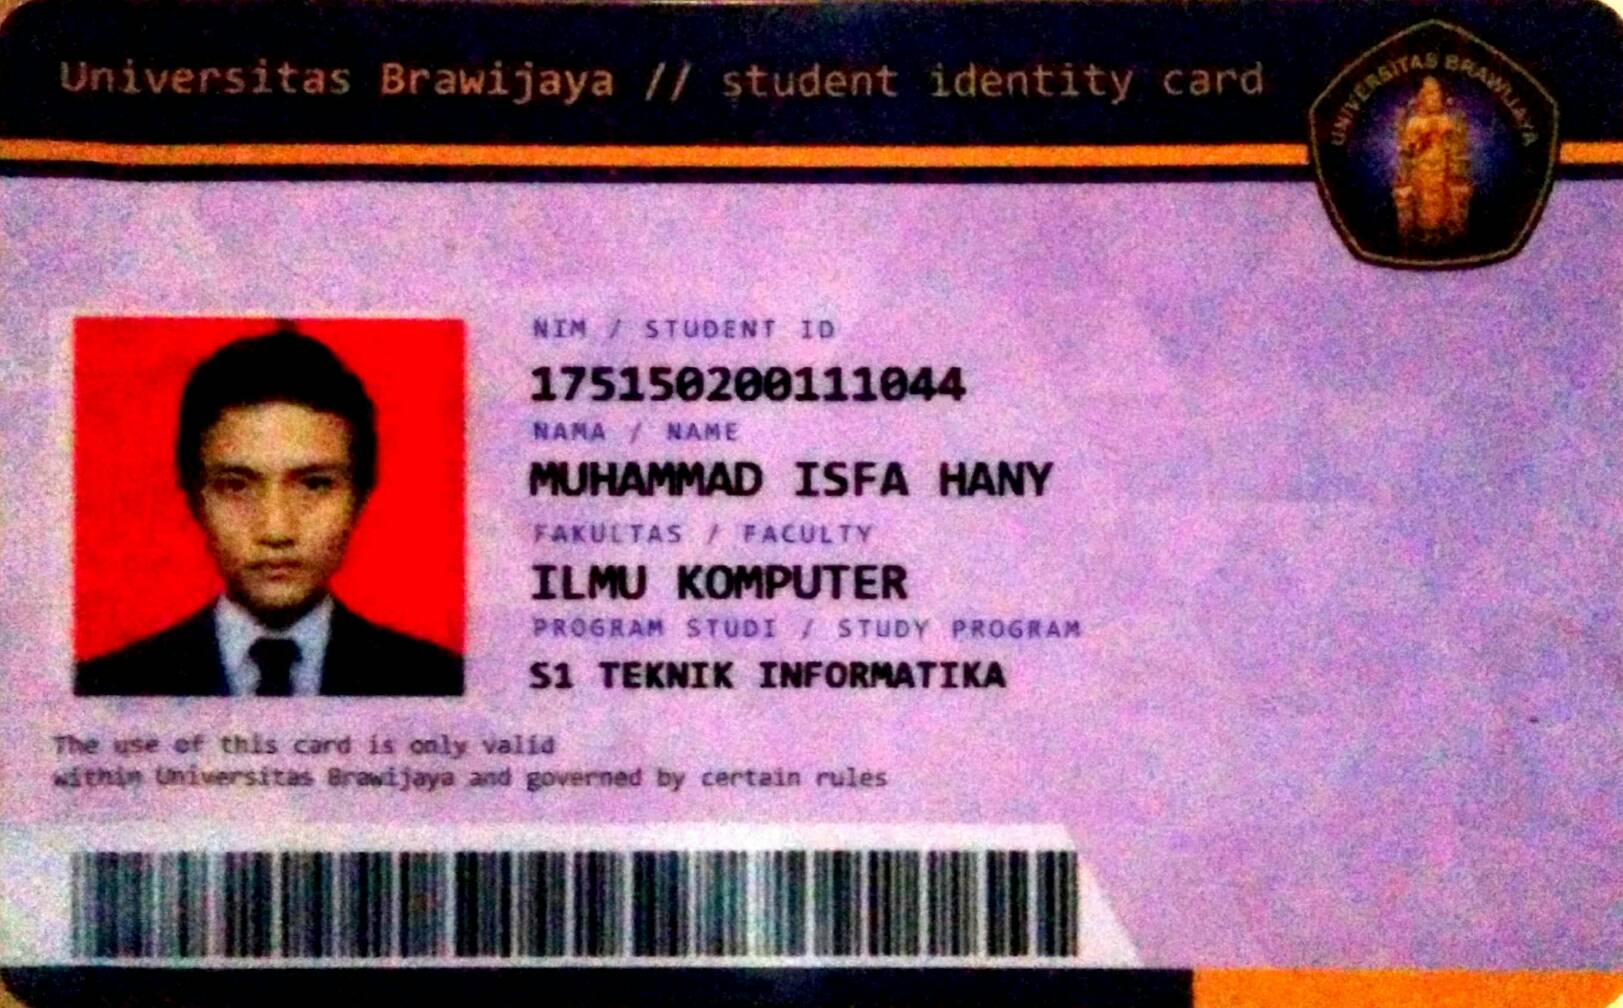 Universitas Brawijaya // student identity card
UNIVERSITAS BRAWIJAYA
NIM / STUDENT ID
175150200111044
NAMA / NAME
MUHAMMAD ISFA HANY
FAKULTAS / FACULTY
ILMU KOMPUTER
PROGRAM STUDI / STUDY PROGRAM
S1 TEKNIK INFORMATIKA
The use of this card is only valid
within Universitas Brawijaya and governed by certain rules